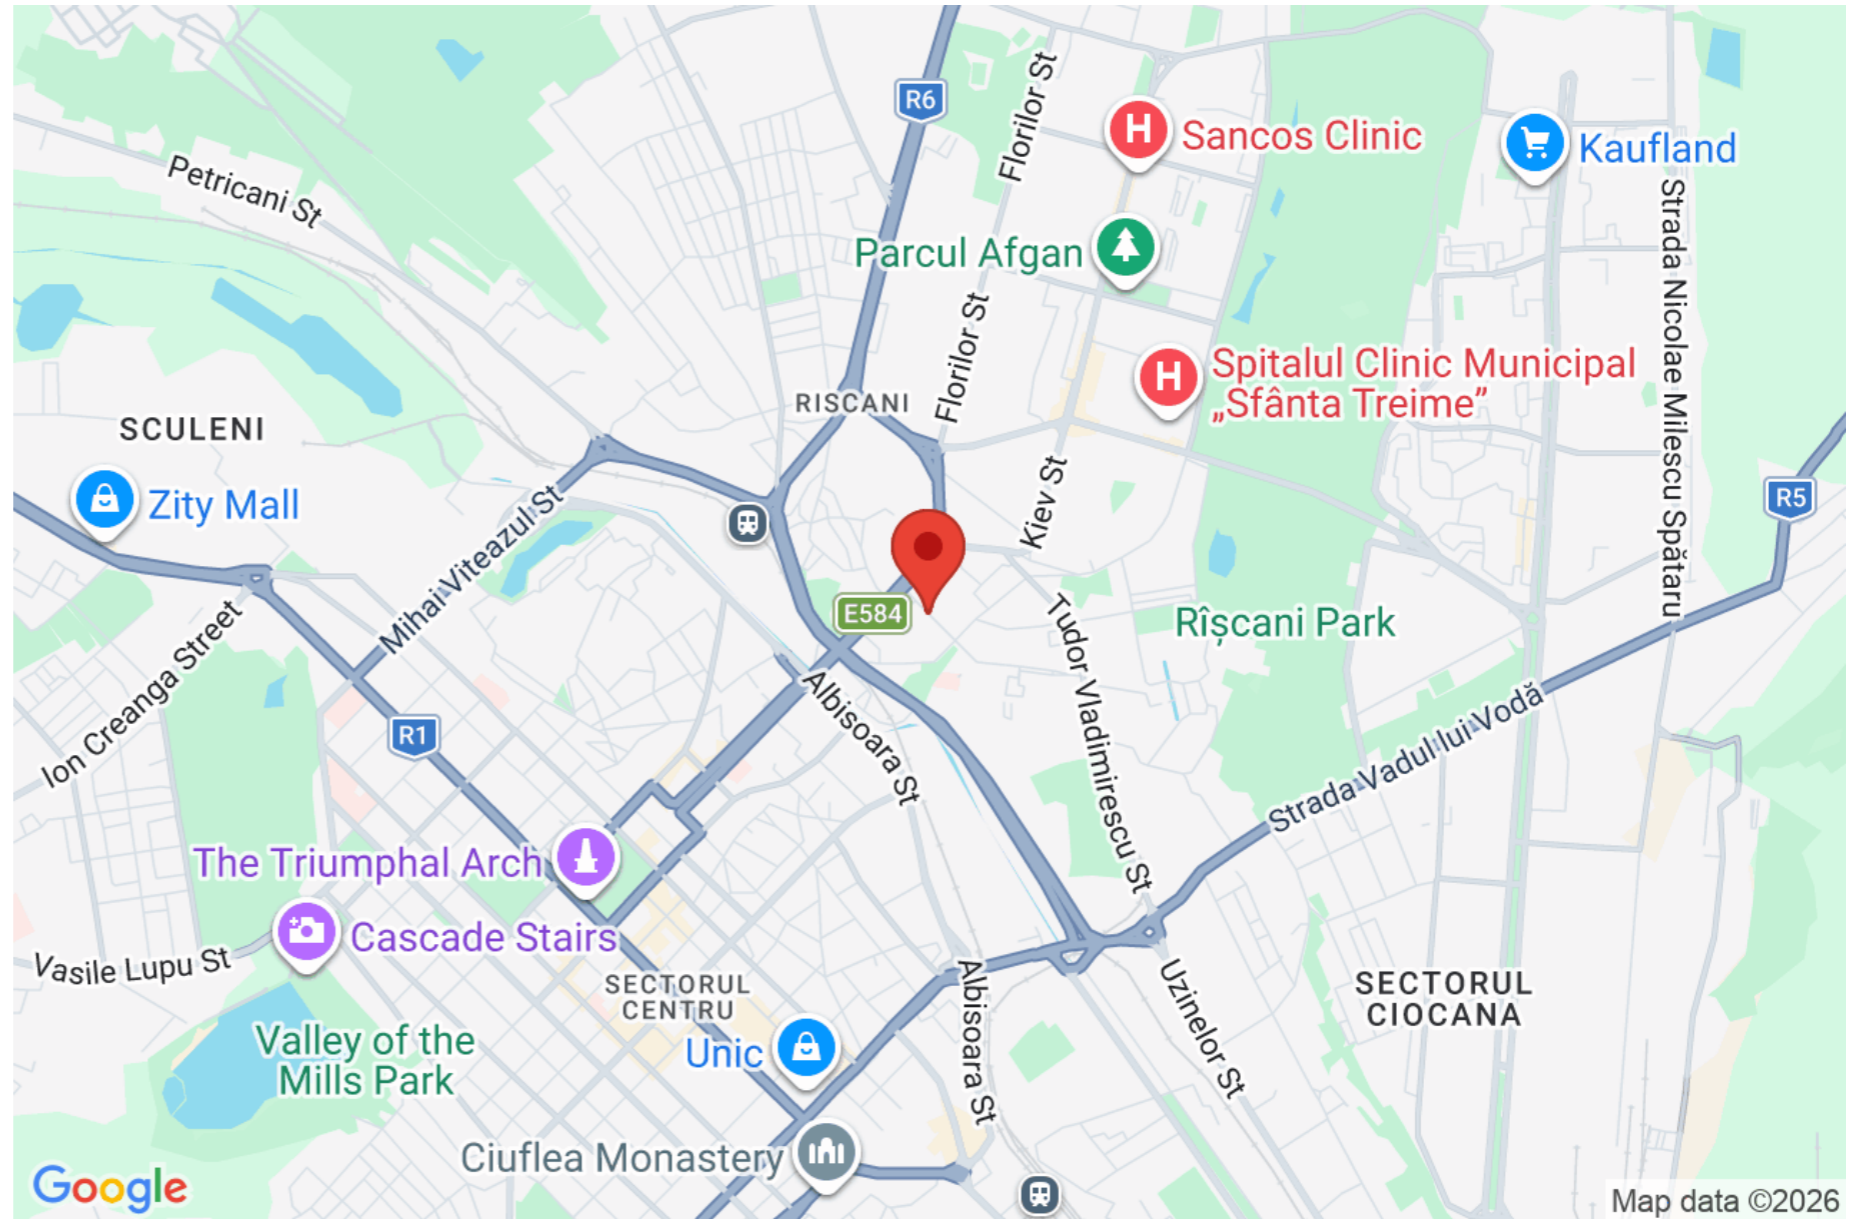 R6
Florilor St
Sancos Clinic
Kaufland
Petricani St
Strada Nicolae Milescu Spătaru
Parcul Afgan
Florilor St
Spitalul Clinic Municipal
„Sfânta Treime”
RISCANI
SCULENI
Zity Mall
Mihai Viteazul St
Kiev St
R5
E584
Tudor Vladimirescu St
Rîșcani Park
Ion Creanga Street
R1
Albisoara St
Strada Vadul lui Vodă
The Triumphal Arch
Cascade Stairs
Vasile Lupu St
SECTORUL
CENTRU
Albisoara St
Uzinelor St
SECTORUL
CIOCANA
Valley of the
Mills Park
Unic
Ciuflea Monastery
Google
Map data ©2026